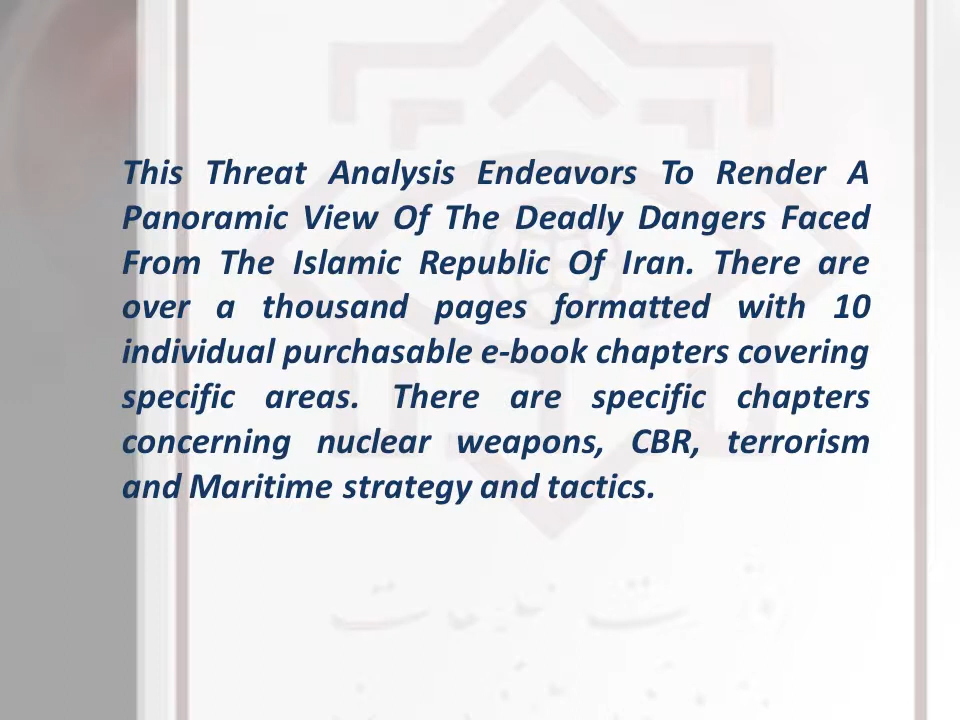 This Threat Analysis Endeavors To Render A
Panoramic View Of The Deadly Dangers Faced
From The Islamic Republic Of Iran. There are
over a thousand pages formatted with 10
individual purchasable e-book chapters covering
specific areas. There are specific chapters
concerning nuclear weapons, CBR, terrorism
and Maritime strategy and tactics.